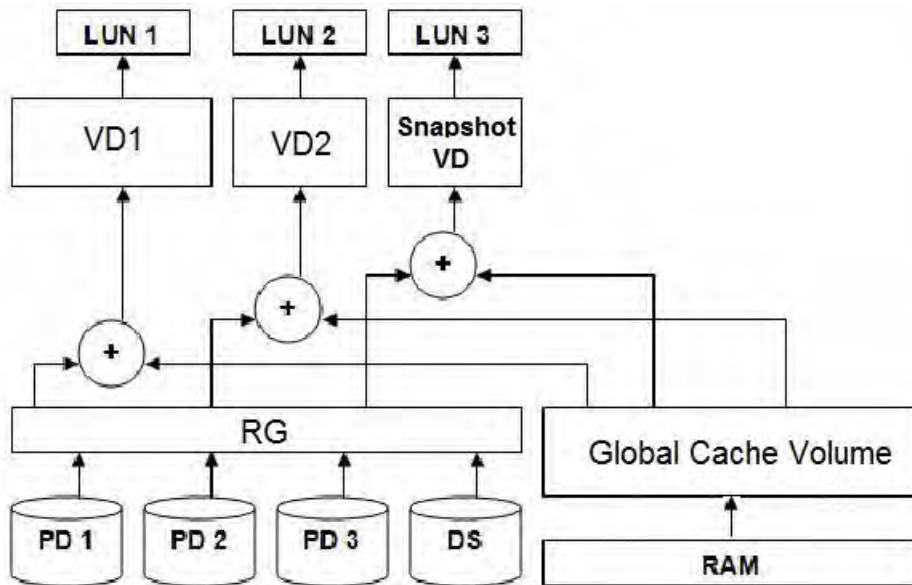 LUN 1
LUN 2
LUN 3
VD1
VD2
Snapshot
VD
+
+
+
RG
Global Cache Volume
PD 1
PD 2
PD 3
DS
RAM